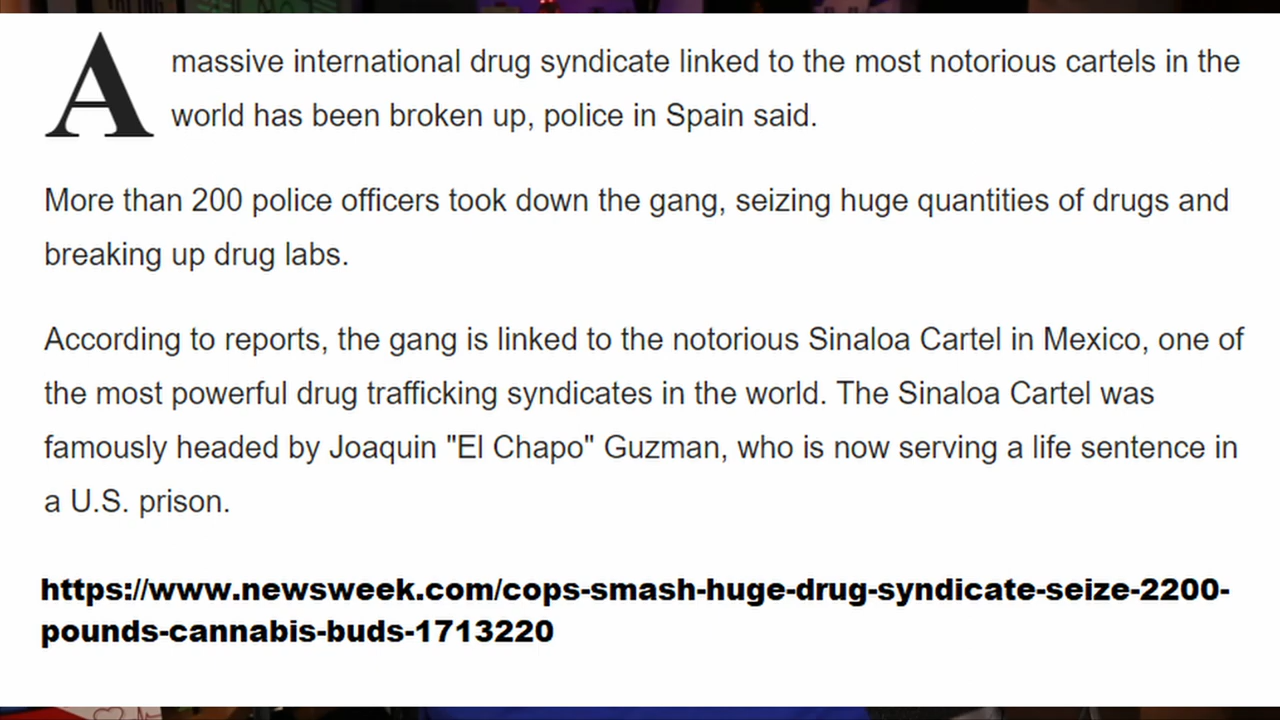 A massive international drug syndicate linked to the most notorious cartels in the
world has been broken up, police in Spain said.
More than 200 police officers took down the gang, seizing huge quantities of drugs and
breaking up drug labs.
According to reports, the gang is linked to the notorious Sinaloa Cartel in Mexico, one of
the most powerful drug trafficking syndicates in the world. The Sinaloa Cartel was
famously headed by Joaquin "El Chapo" Guzman, who is now serving a life sentence in
a U.S. prison.
https://www.newsweek.com/cops-smash-huge-drug-syndicate-seize-2200-
pounds-cannabis-buds-1713220